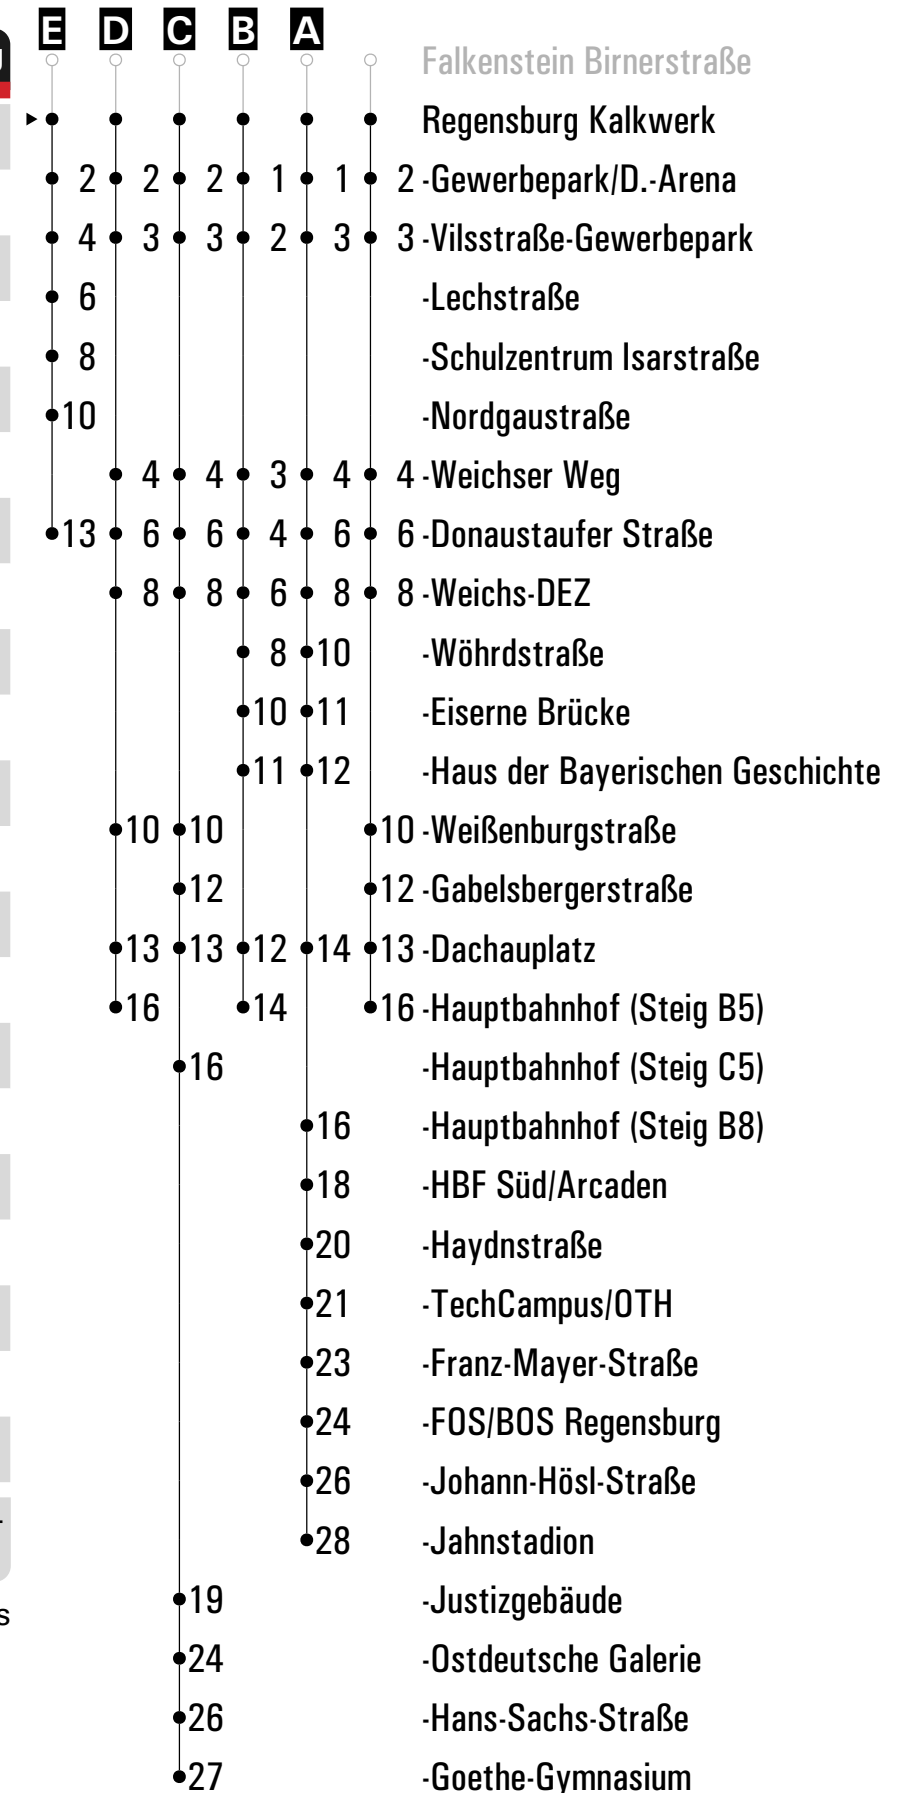 E D C B A
Falkenstein Birnerstraße
Regensburg Kalkwerk
2 2 2 1 1 2 -Gewerbepark/D.-Arena
4 3 3 2 3 3 -Vilsstraße-Gewerbepark
6 -Lechstraße
8 -Schulzentrum Isarstraße
10 -Nordgaustraße
4 4 3 4 4 -Weichser Weg
13 6 6 4 6 6 -Donaustaufer Straße
8 8 6 8 8 -Weichs-DEZ
8 10 -Wöhrdstraße
10 11 -Eiserne Brücke
11 12 -Haus der Bayerischen Geschichte
10 10 10 -Weißenburgstraße
12 12 -Gabelsbergerstraße
13 13 12 14 13 -Dachauplatz
16 14 16 -Hauptbahnhof (Steig B5)
16 -Hauptbahnhof (Steig C5)
16 -Hauptbahnhof (Steig B8)
18 -HBF Süd/Arcaden
20 -Haydnstraße
21 -TechCampus/OTH
23 -Franz-Mayer-Straße
24 -FOS/BOS Regensburg
26 -Johann-Hösl-Straße
28 -Jahnstadion
19 -Justizgebäude
24 -Ostdeutsche Galerie
26 -Hans-Sachs-Straße
27 -Goethe-Gymnasium